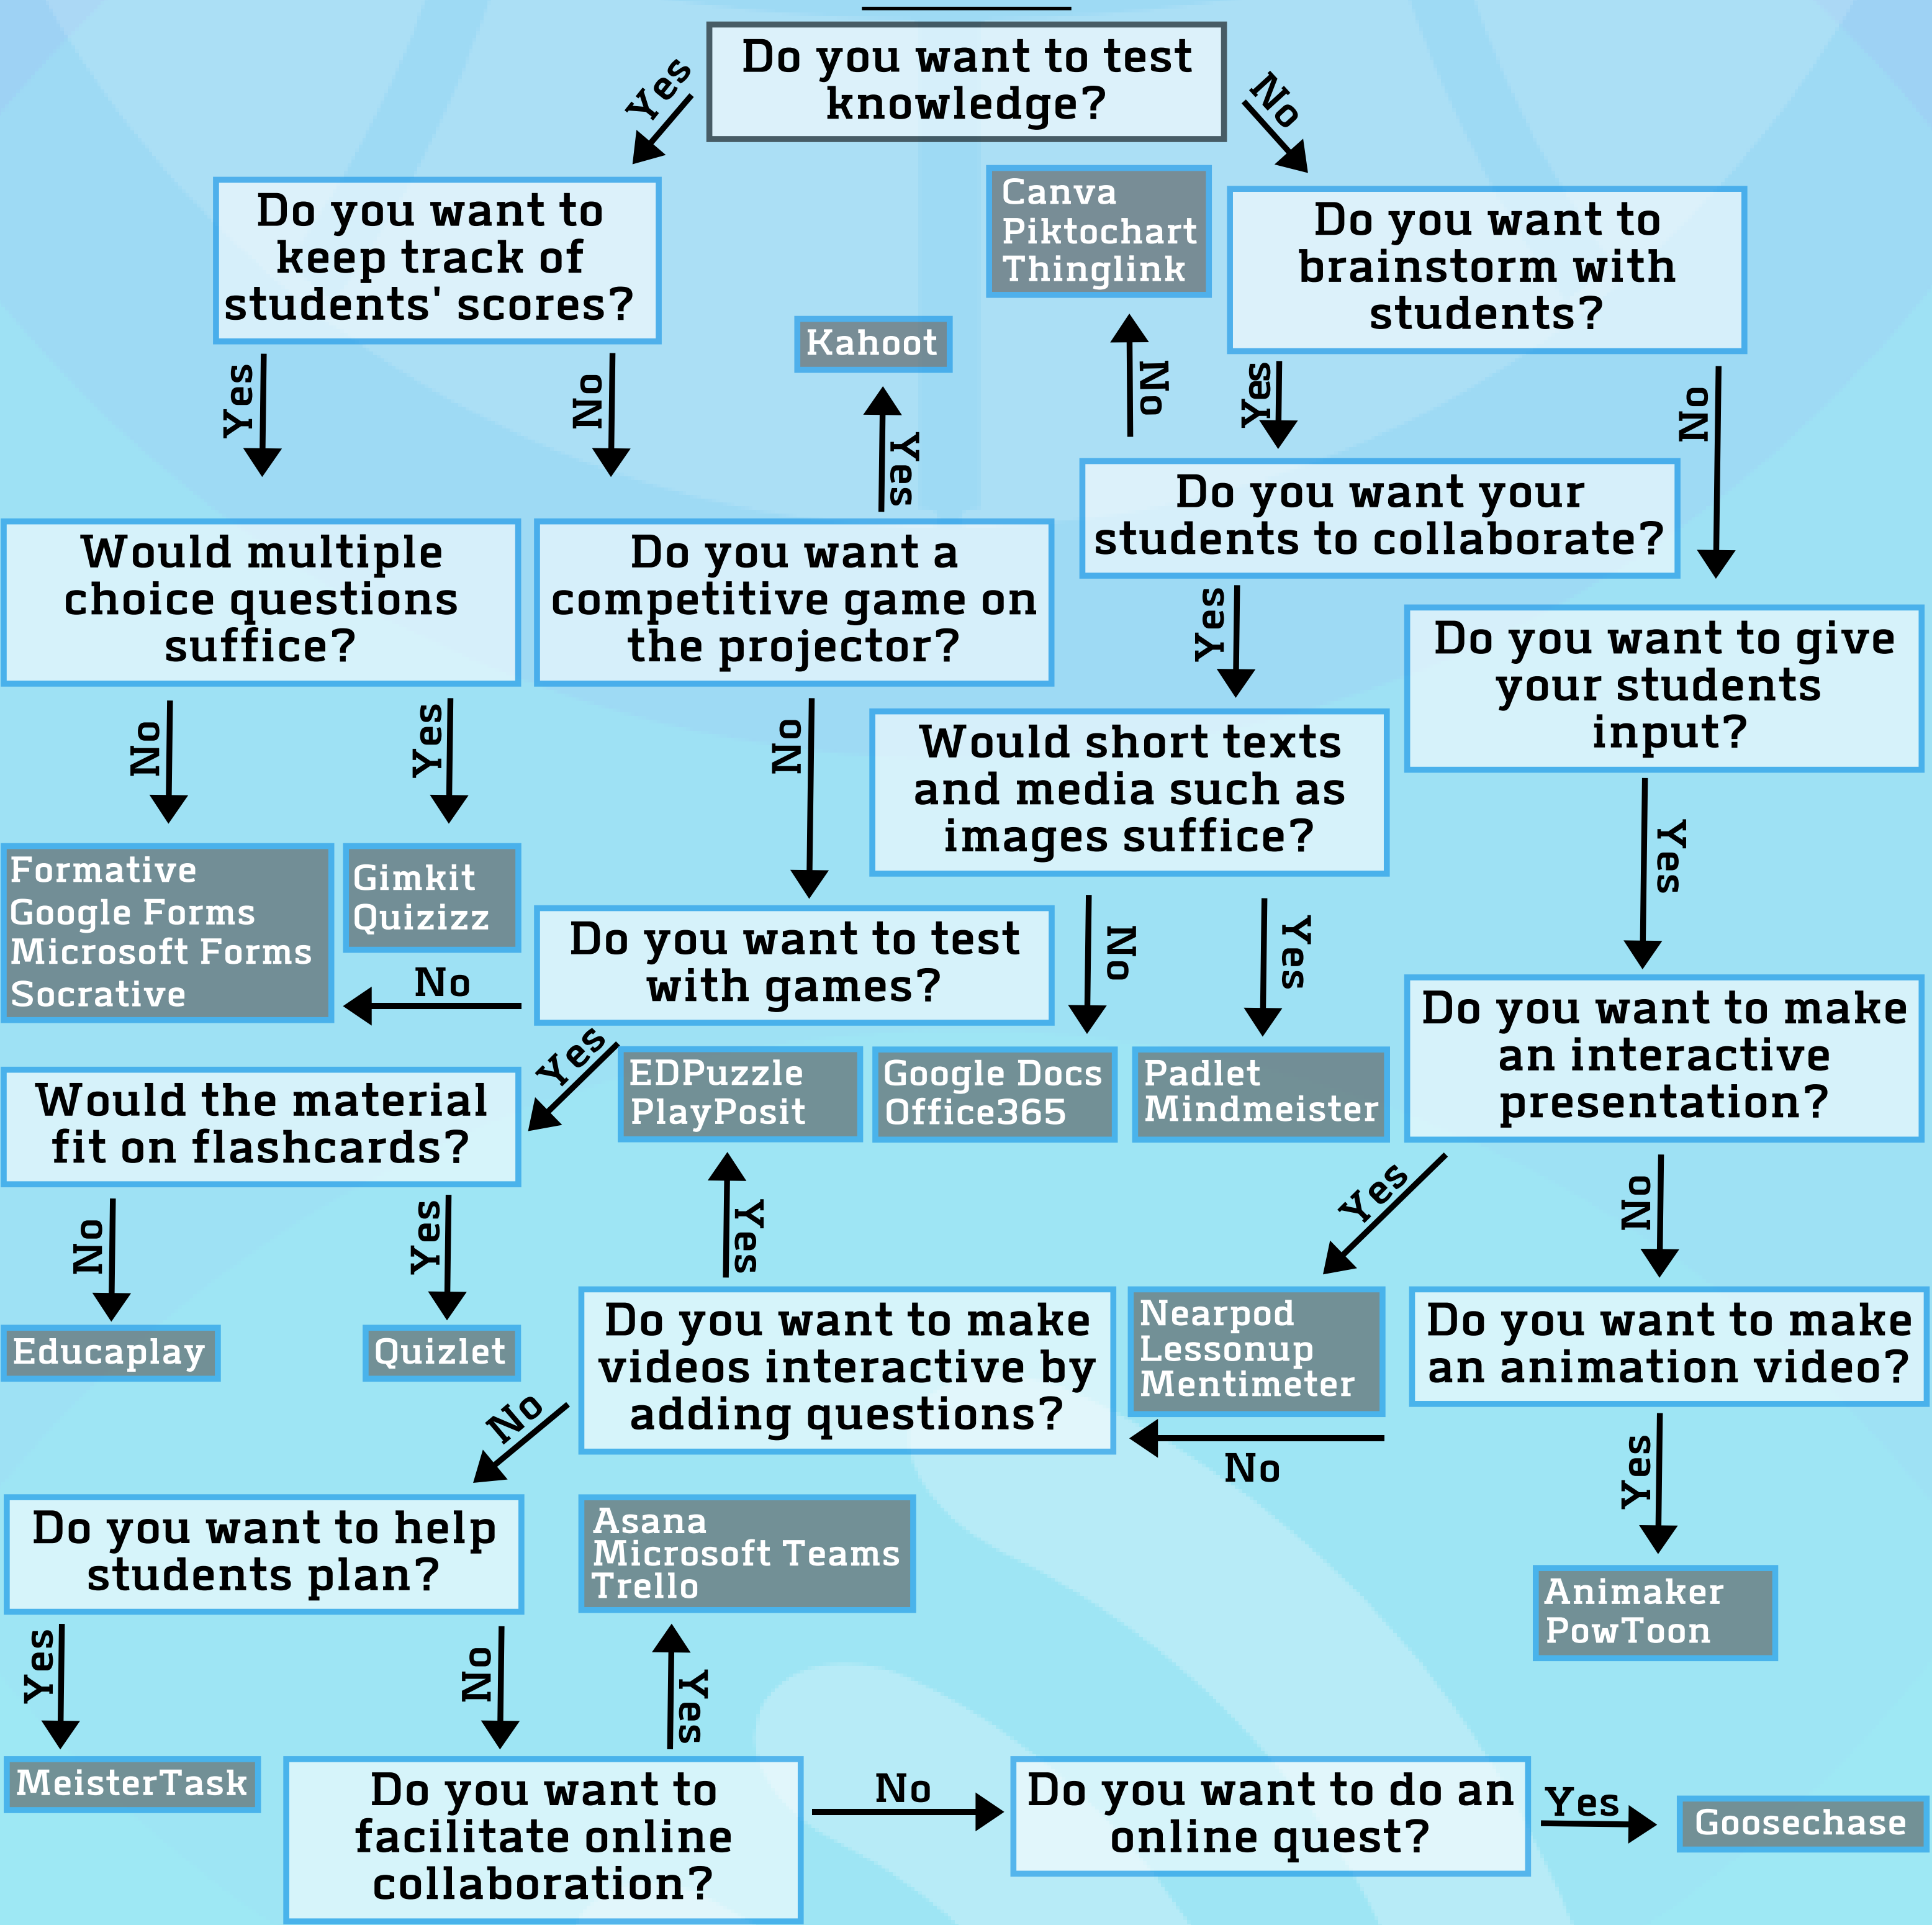 Do you want to test
knowledge?
Yes
No
Do you want to
keep track of
students' scores?
Canva
Piktochart
Thinglink
Do you want to
brainstorm with
students?
Kahoot
Yes
No
Yes
No
Yes
No
Do you want your
students to collaborate?
Would multiple
choice questions
suffice?
Do you want a
competitive game on
the projector?
Yes
Do you want to give
your students
input?
No
Yes
No
Would short texts
and media such as
images suffice?
Yes
Formative
Google Forms
Microsoft Forms
Socrative
Gimkit
Quizizz
Do you want to test
with games?
No
No
Yes
Do you want to make
an interactive
presentation?
Yes
EDPuzzle
PlayPosit
Google Docs
Office365
Padlet
Mindmeister
Would the material
fit on flashcards?
No
Yes
Yes
Yes
No
Educaplay
Quizlet
Do you want to make
videos interactive by
adding questions?
Nearpod
Lessonup
Mentimeter
Do you want to make
an animation video?
No
No
Yes
Do you want to help
students plan?
Asana
Microsoft Teams
Trello
Animaker
PowToon
Yes
No
Yes
MeisterTask
Do you want to
facilitate online
collaboration?
No
Do you want to do an
online quest?
Yes
Goosechase